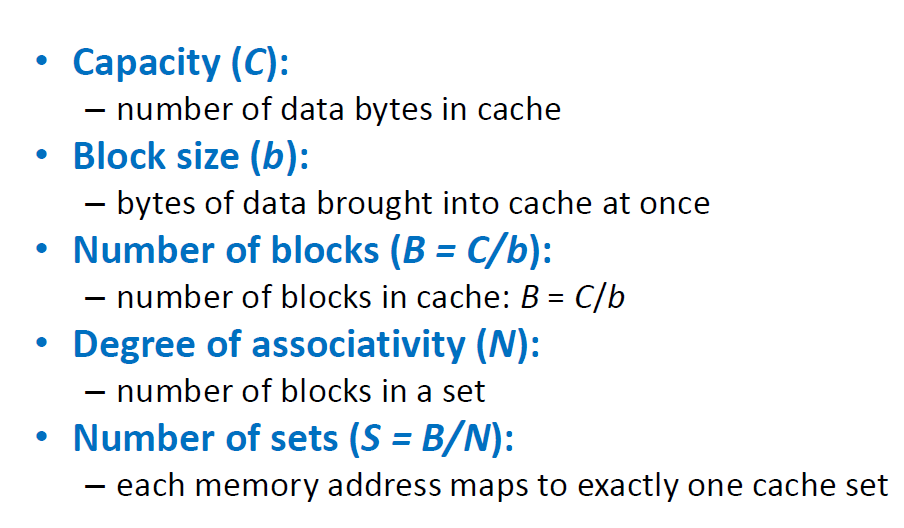 • Capacity (C):
– number of data bytes in cache
• Block size (b):
– bytes of data brought into cache at once
• Number of blocks (B = C/b):
– number of blocks in cache: B = C/b
• Degree of associativity (N):
– number of blocks in a set
• Number of sets (S = B/N):
– each memory address maps to exactly one cache set